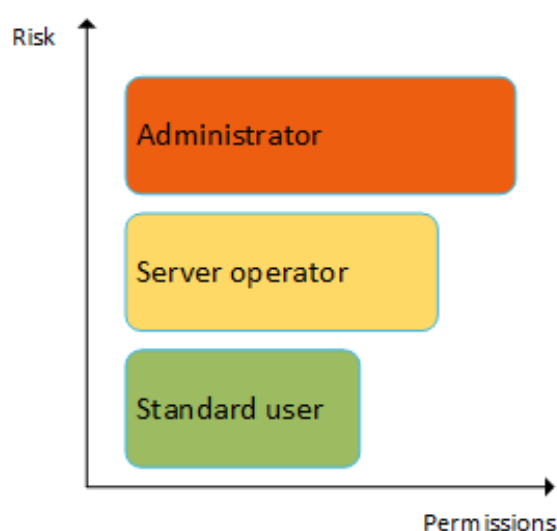 Risk
Administrator
Server operator
Standard user
Permissions